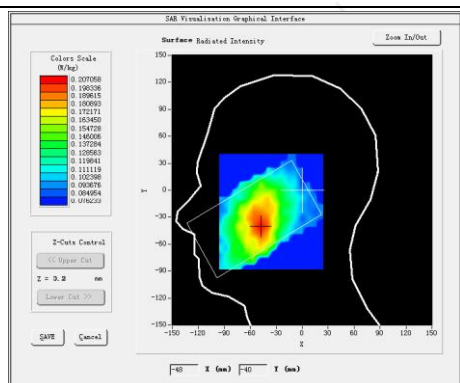 SAR Visualisation Graphical Interface
Surface Radiated Intensity
Zoom In/Out
Colors Scale
(W/kg)
0.207058
0.198336
0.189615
0.180893
0.172171
0.163450
0.154728
0.146006
0.137284
0.128563
0.119841
0.111119
0.102398
0.093676
0.084954
0.076233
Z-Cuts Control
<< Upper Cut
Z = 3.2 mm
Lower Cut >>
SAVE Cancel
150
120
90
60
30
Y 0
-30
-60
-90
-120
-150
-150 -120 -90 -60 -30 0 30 60 90 120 150
X
-48 X (mm) -40 Y (mm)